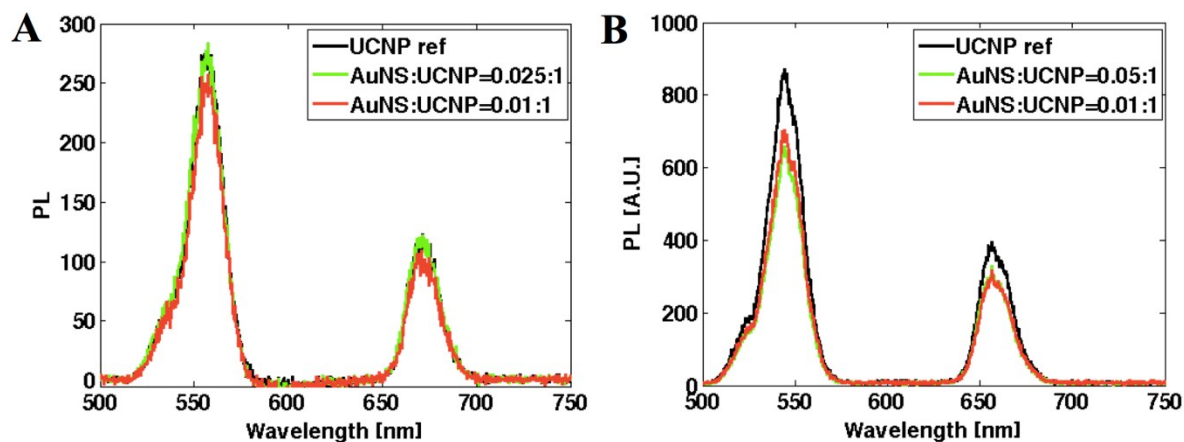 A
300
250
200
150
100
50
0
PL
UCNP ref
AuNS:UCNP=0.025:1
AuNS:UCNP=0.01:1
500 550 600 650 700 750
Wavelength [nm]
B
1000
800
600
400
200
0
PL [A.U.]
UCNP ref
AuNS:UCNP=0.05:1
AuNS:UCNP=0.01:1
500 550 600 650 700 750
Wavelength [nm]